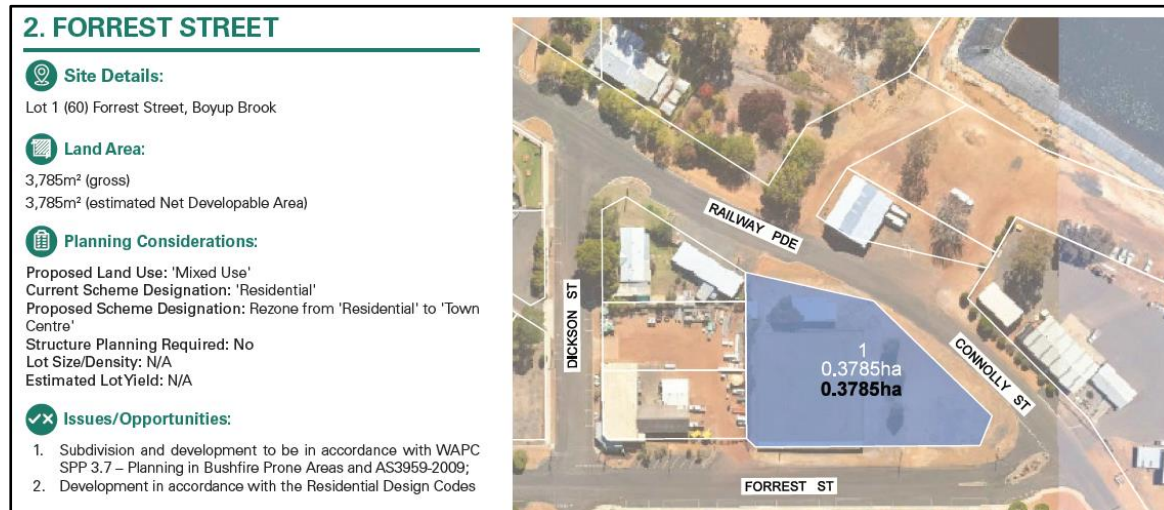 2. FORREST STREET
Site Details:
Lot 1 (60) Forrest Street, Boyup Brook
Land Area:
3,785m² (gross)
3,785m² (estimated Net Developable Area)
Planning Considerations:
Proposed Land Use: 'Mixed Use'
Current Scheme Designation: 'Residential'
Proposed Scheme Designation: Rezone from 'Residential' to 'Town
Centre'
Structure Planning Required: No
Lot Size/Density: N/A
Estimated Lot Yield: N/A
Issues/Opportunities:
1. Subdivision and development to be in accordance with WAPC
SPP 3.7 – Planning in Bushfire Prone Areas and AS3959-2009;
2. Development in accordance with the Residential Design Codes
RAILWAY PDE
DICKSON ST
CONNOLLY ST
1
0.3785ha
0.3785ha
FORREST ST